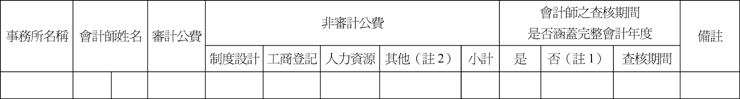 事務所名稱 會計師姓名 審計公費 非審計公費 會計師之查核期間
是否涵蓋完整會計年度 備註
制度設計 工商登記 人力資源 其他（註 2） 小計 是 否（註 1） 查核期間